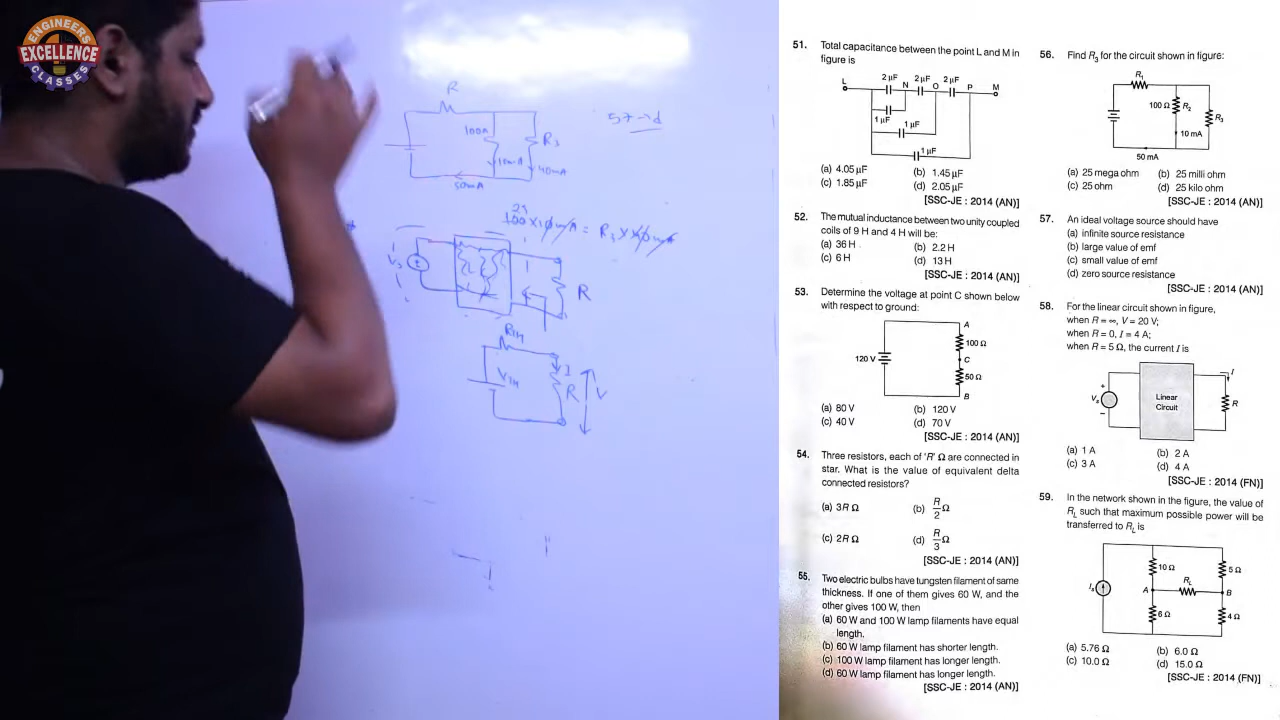 ENGINEERS
EXCELLENCE
CLASSES
R
100Ω
R3
10mA
40mA
50mA
57→d
25
100×10mA = R3×40mA
Vs
R
RTH
VTH
I
R
V
51. Total capacitance between the point L and M in
figure is
L
2 μF
N
2 μF
O
2 μF
P
M
1 μF
1 μF
1 μF
(a) 4.05 μF (b) 1.45 μF
(c) 1.85 μF (d) 2.05 μF
[SSC-JE : 2014 (AN)]
52. The mutual inductance between two unity coupled
coils of 9 H and 4 H will be:
(a) 36 H (b) 2.2 H
(c) 6 H (d) 13 H
[SSC-JE : 2014 (AN)]
53. Determine the voltage at point C shown below
with respect to ground:
A
100 Ω
120 V
C
50 Ω
B
(a) 80 V (b) 120 V
(c) 40 V (d) 70 V
[SSC-JE : 2014 (AN)]
54. Three resistors, each of 'R' Ω are connected in
star. What is the value of equivalent delta
connected resistors?
(a) 3R Ω (b) R/2 Ω
(c) 2R Ω (d) R/3 Ω
[SSC-JE : 2014 (AN)]
55. Two electric bulbs have tungsten filament of same
thickness. If one of them gives 60 W, and the
other gives 100 W, then
(a) 60 W and 100 W lamp filaments have equal
length.
(b) 60 W lamp filament has shorter length.
(c) 100 W lamp filament has longer length.
(d) 60 W lamp filament has longer length.
[SSC-JE : 2014 (AN)]
56. Find R3 for the circuit shown in figure:
R1
100 Ω
R2
R3
10 mA
50 mA
(a) 25 mega ohm (b) 25 milli ohm
(c) 25 ohm (d) 25 kilo ohm
[SSC-JE : 2014 (AN)]
57. An ideal voltage source should have
(a) infinite source resistance
(b) large value of emf
(c) small value of emf
(d) zero source resistance
[SSC-JE : 2014 (AN)]
58. For the linear circuit shown in figure,
when R = ∞, V = 20 V;
when R = 0, I = 4 A;
when R = 5 Ω, the current I is
I
+
Vs
–
Linear
Circuit
R
(a) 1 A (b) 2 A
(c) 3 A (d) 4 A
[SSC-JE : 2014 (FN)]
59. In the network shown in the figure, the value of
RL such that maximum possible power will be
transferred to RL is
10 Ω
5 Ω
RL
Is
A
B
6 Ω
4 Ω
(a) 5.76 Ω (b) 6.0 Ω
(c) 10.0 Ω (d) 15.0 Ω
[SSC-JE : 2014 (FN)]